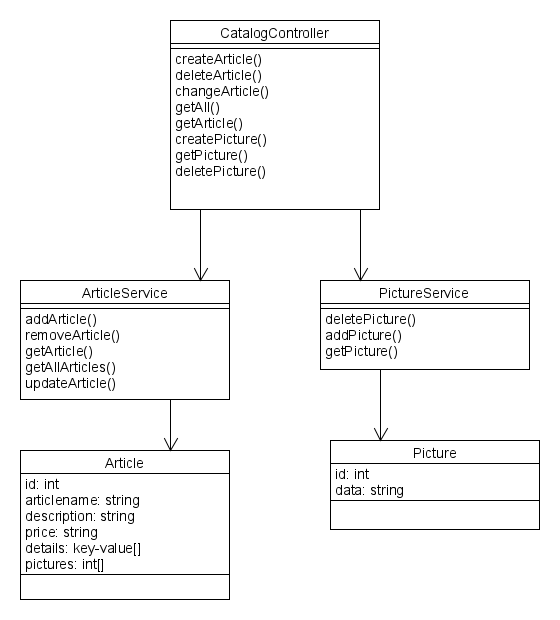 CatalogController
createArticle()
deleteArticle()
changeArticle()
getAll()
getArticle()
createPicture()
getPicture()
deletePicture()
ArticleService
addArticle()
removeArticle()
getArticle()
getAllArticles()
updateArticle()
PictureService
deletePicture()
addPicture()
getPicture()
Article
id: int
articlename: string
description: string
price: string
details: key-value[]
pictures: int[]
Picture
id: int
data: string